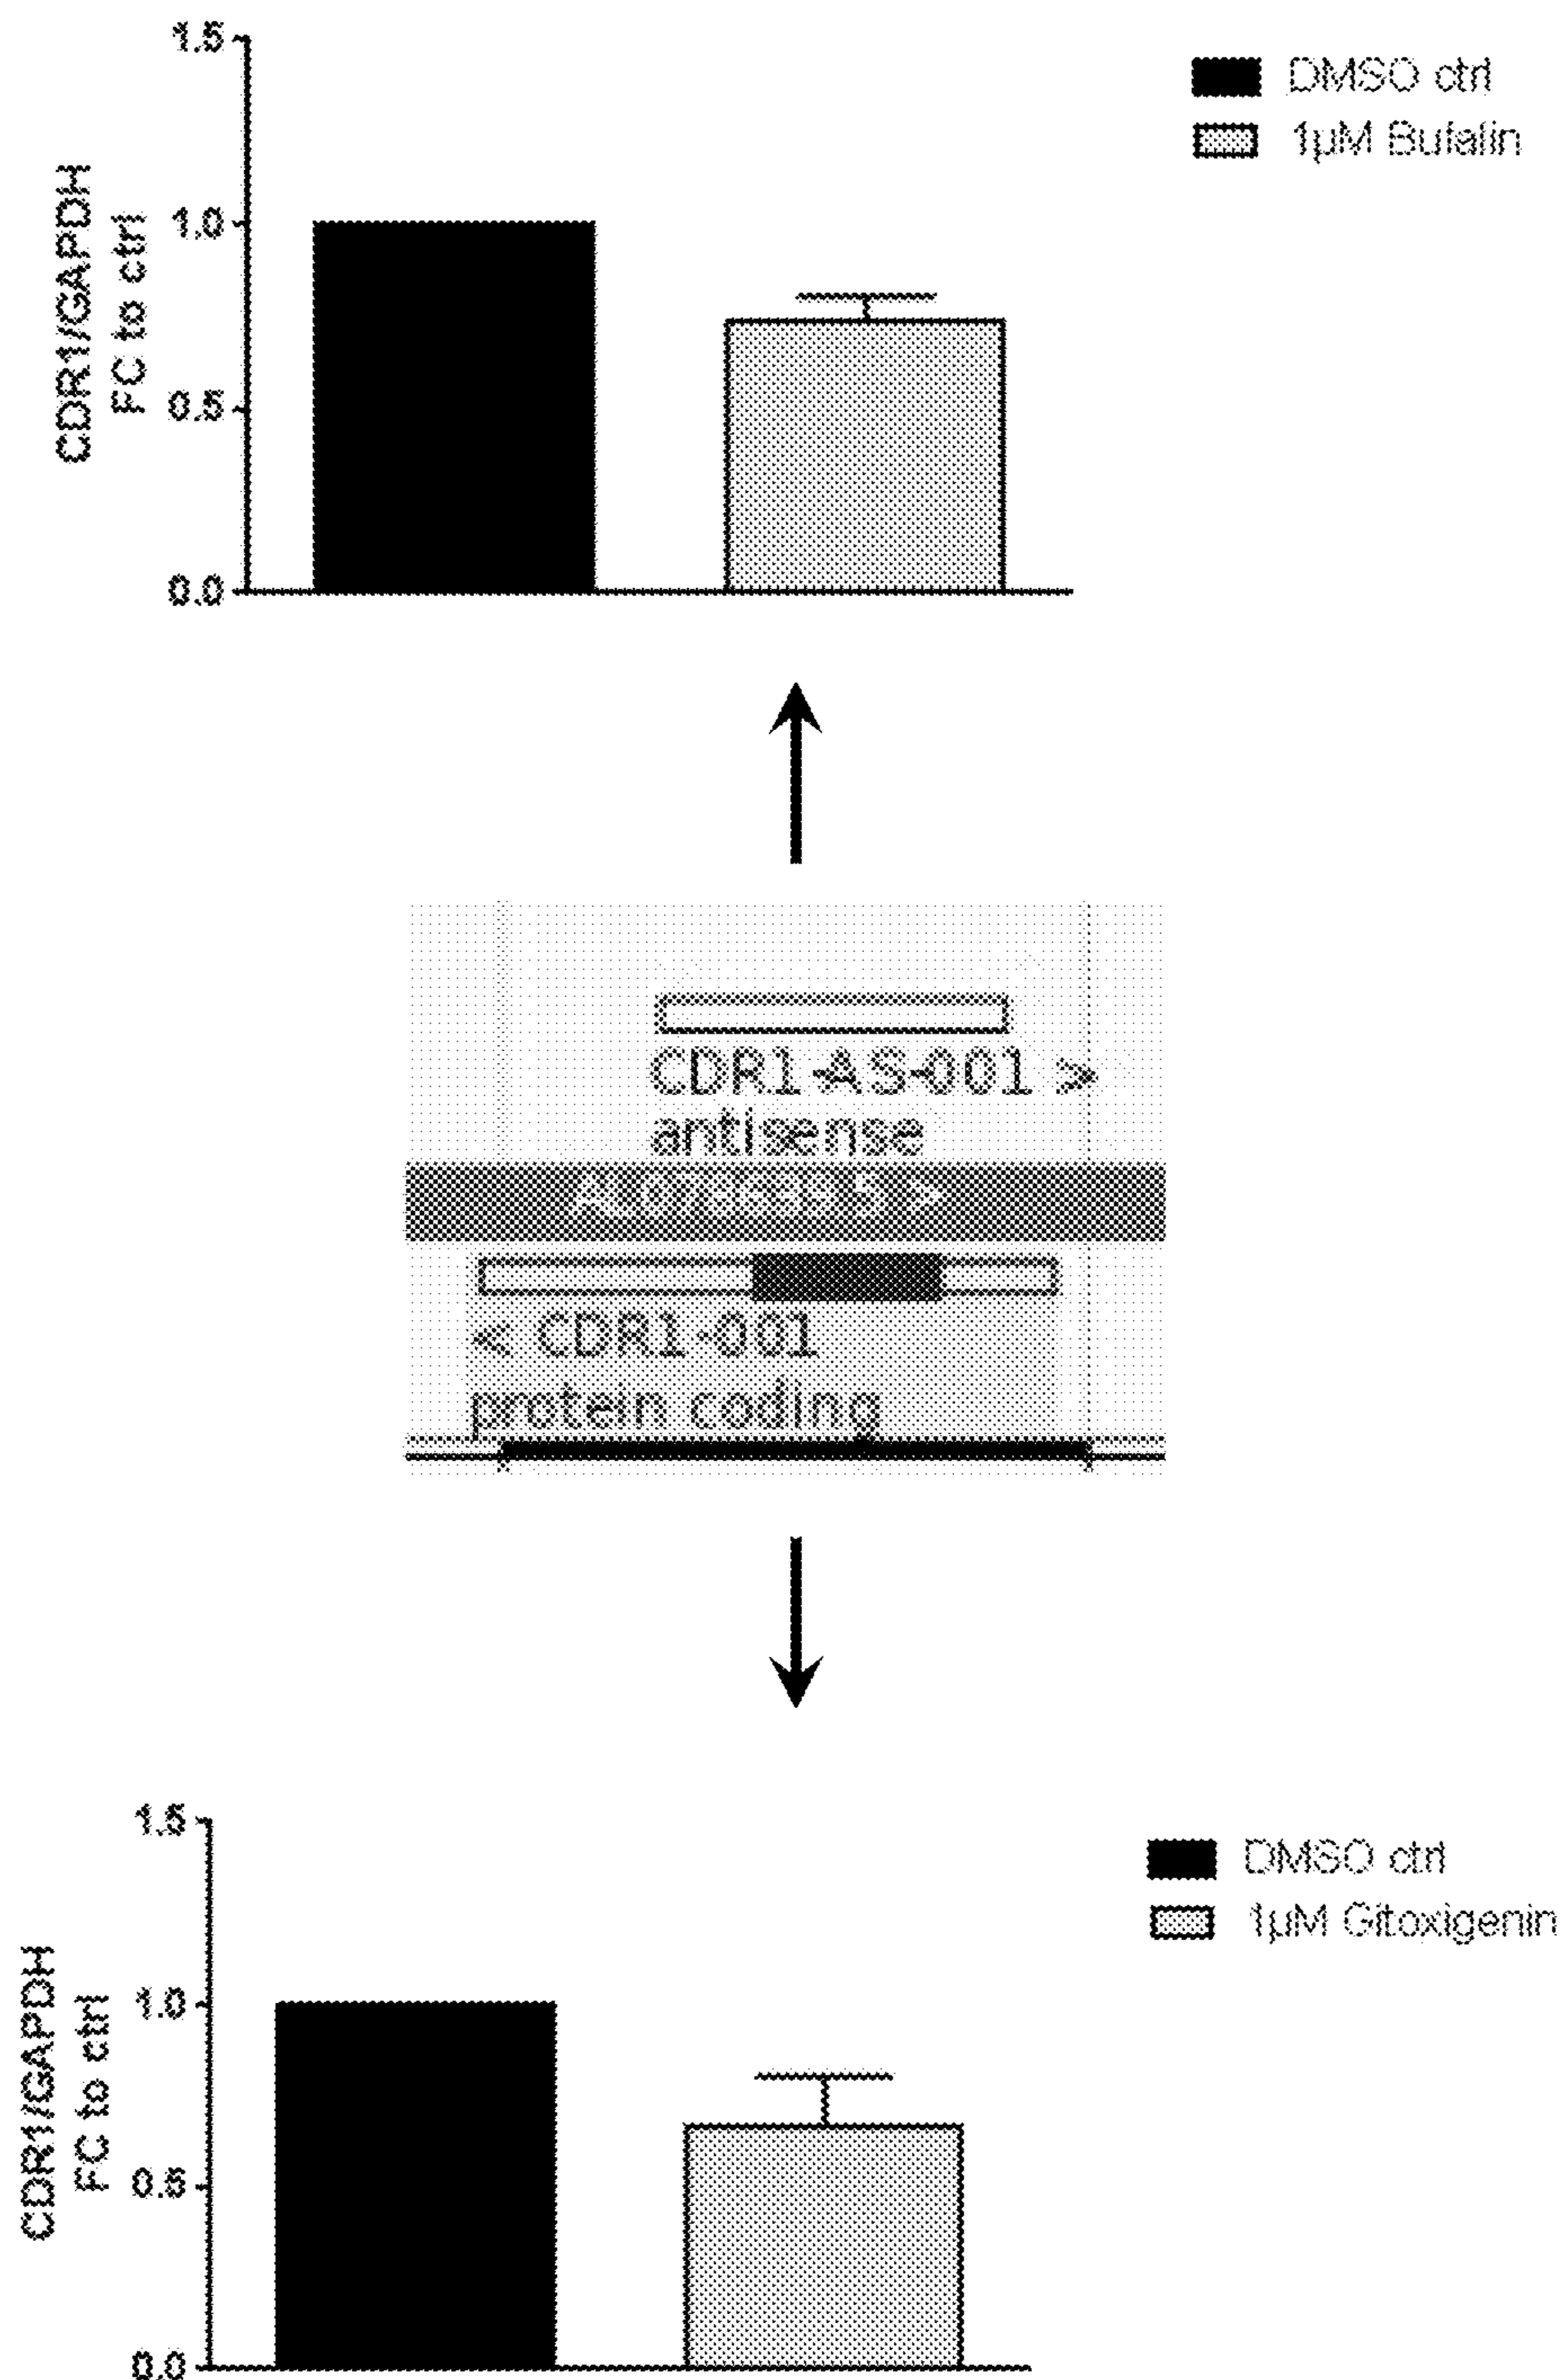 1.5
1.0
0.5
0.0
CDR1/GAPDH
FC to ctrl
DMSO ctrl
1µM Bufalin
CDR1-AS-001 >
antisense
< CDR1-001
protein coding
1.5
1.0
0.5
0.0
CDR1/GAPDH
FC to ctrl
DMSO ctrl
1µM Gitoxigenin